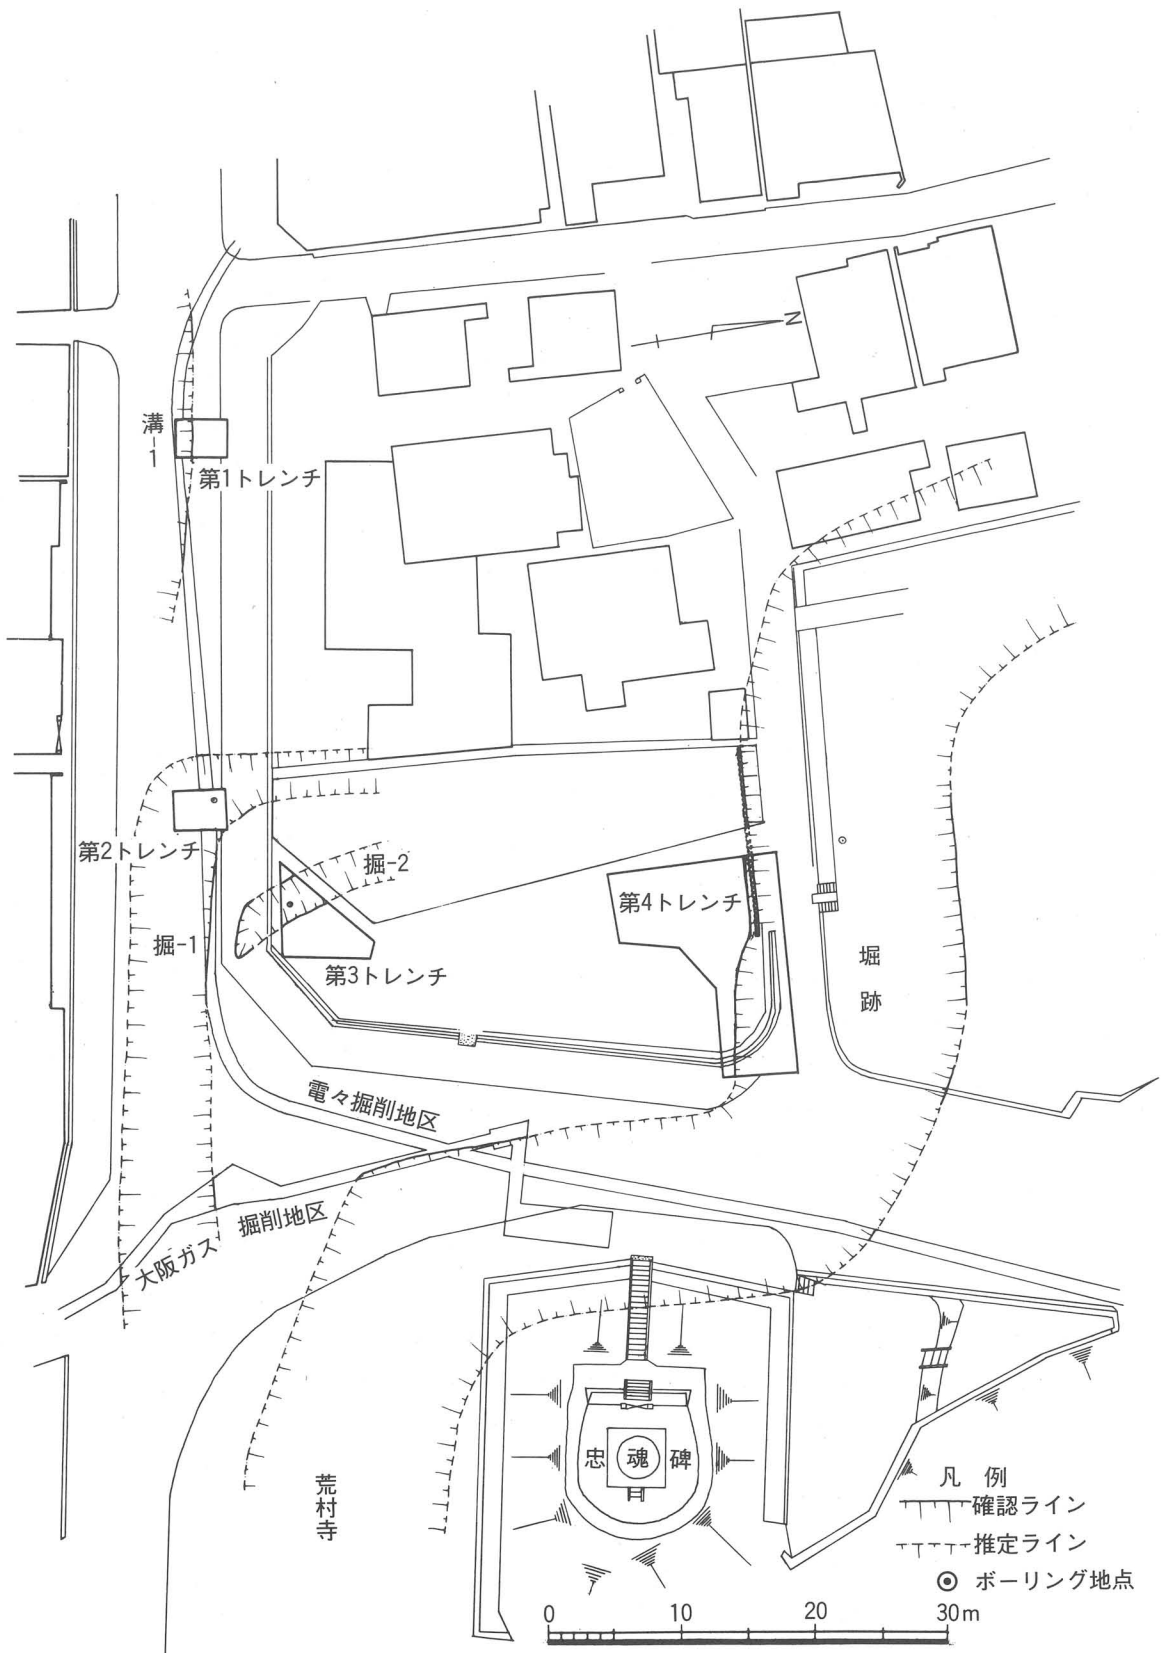 N
溝-1
第1トレンチ
第2トレンチ
掘-2
第4トレンチ
掘-1
第3トレンチ
堀跡
電々掘削地区
大阪ガス 掘削地区
忠魂碑
荒村寺
凡例
確認ライン
推定ライン
ボーリング地点
0 10 20 30m